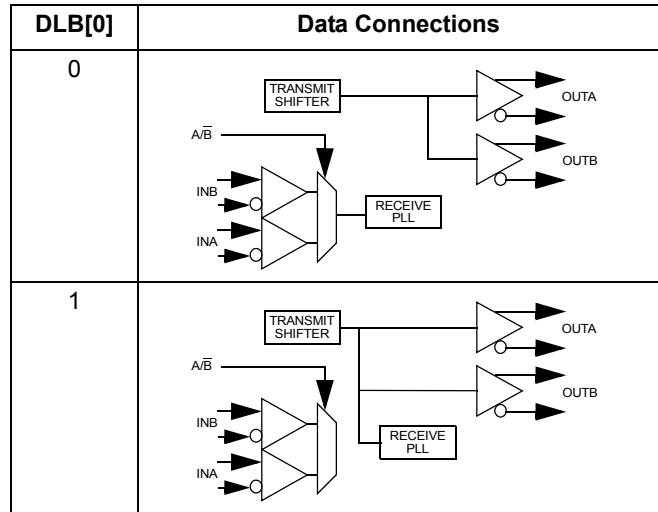 DLB[0] Data Connections
0
TRANSMIT
SHIFTER
OUTA
A/B̅
OUTB
INB
RECEIVE
PLL
INA
1
TRANSMIT
SHIFTER
OUTA
A/B̅
OUTB
INB
RECEIVE
PLL
INA